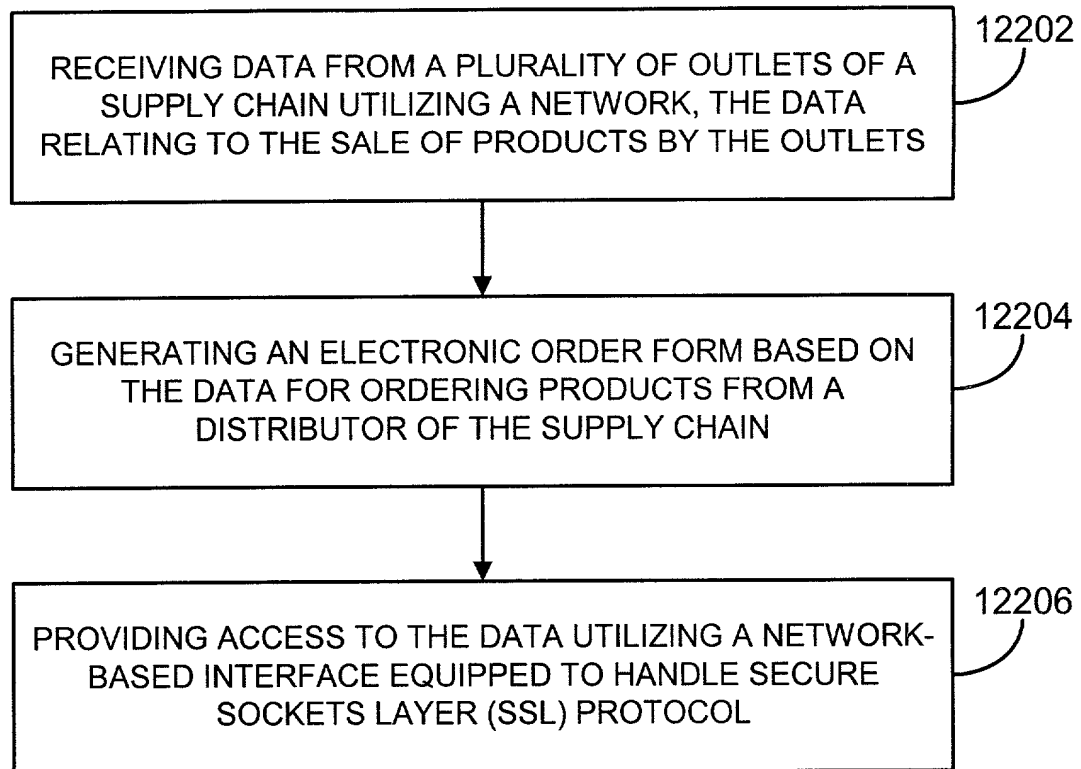 12202
RECEIVING DATA FROM A PLURALITY OF OUTLETS OF A
SUPPLY CHAIN UTILIZING A NETWORK, THE DATA
RELATING TO THE SALE OF PRODUCTS BY THE OUTLETS
12204
GENERATING AN ELECTRONIC ORDER FORM BASED ON
THE DATA FOR ORDERING PRODUCTS FROM A
DISTRIBUTOR OF THE SUPPLY CHAIN
12206
PROVIDING ACCESS TO THE DATA UTILIZING A NETWORK-
BASED INTERFACE EQUIPPED TO HANDLE SECURE
SOCKETS LAYER (SSL) PROTOCOL